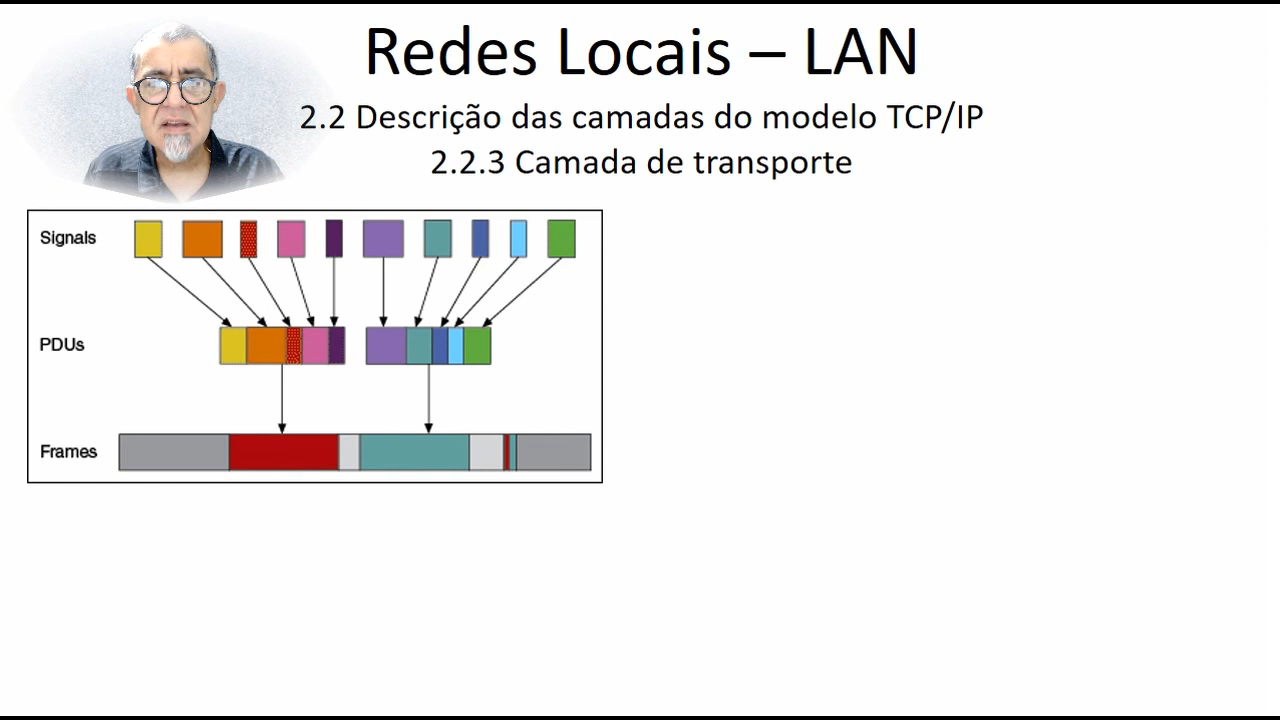 Redes Locais – LAN
2.2 Descrição das camadas do modelo TCP/IP
2.2.3 Camada de transporte
Signals
PDUs
Frames